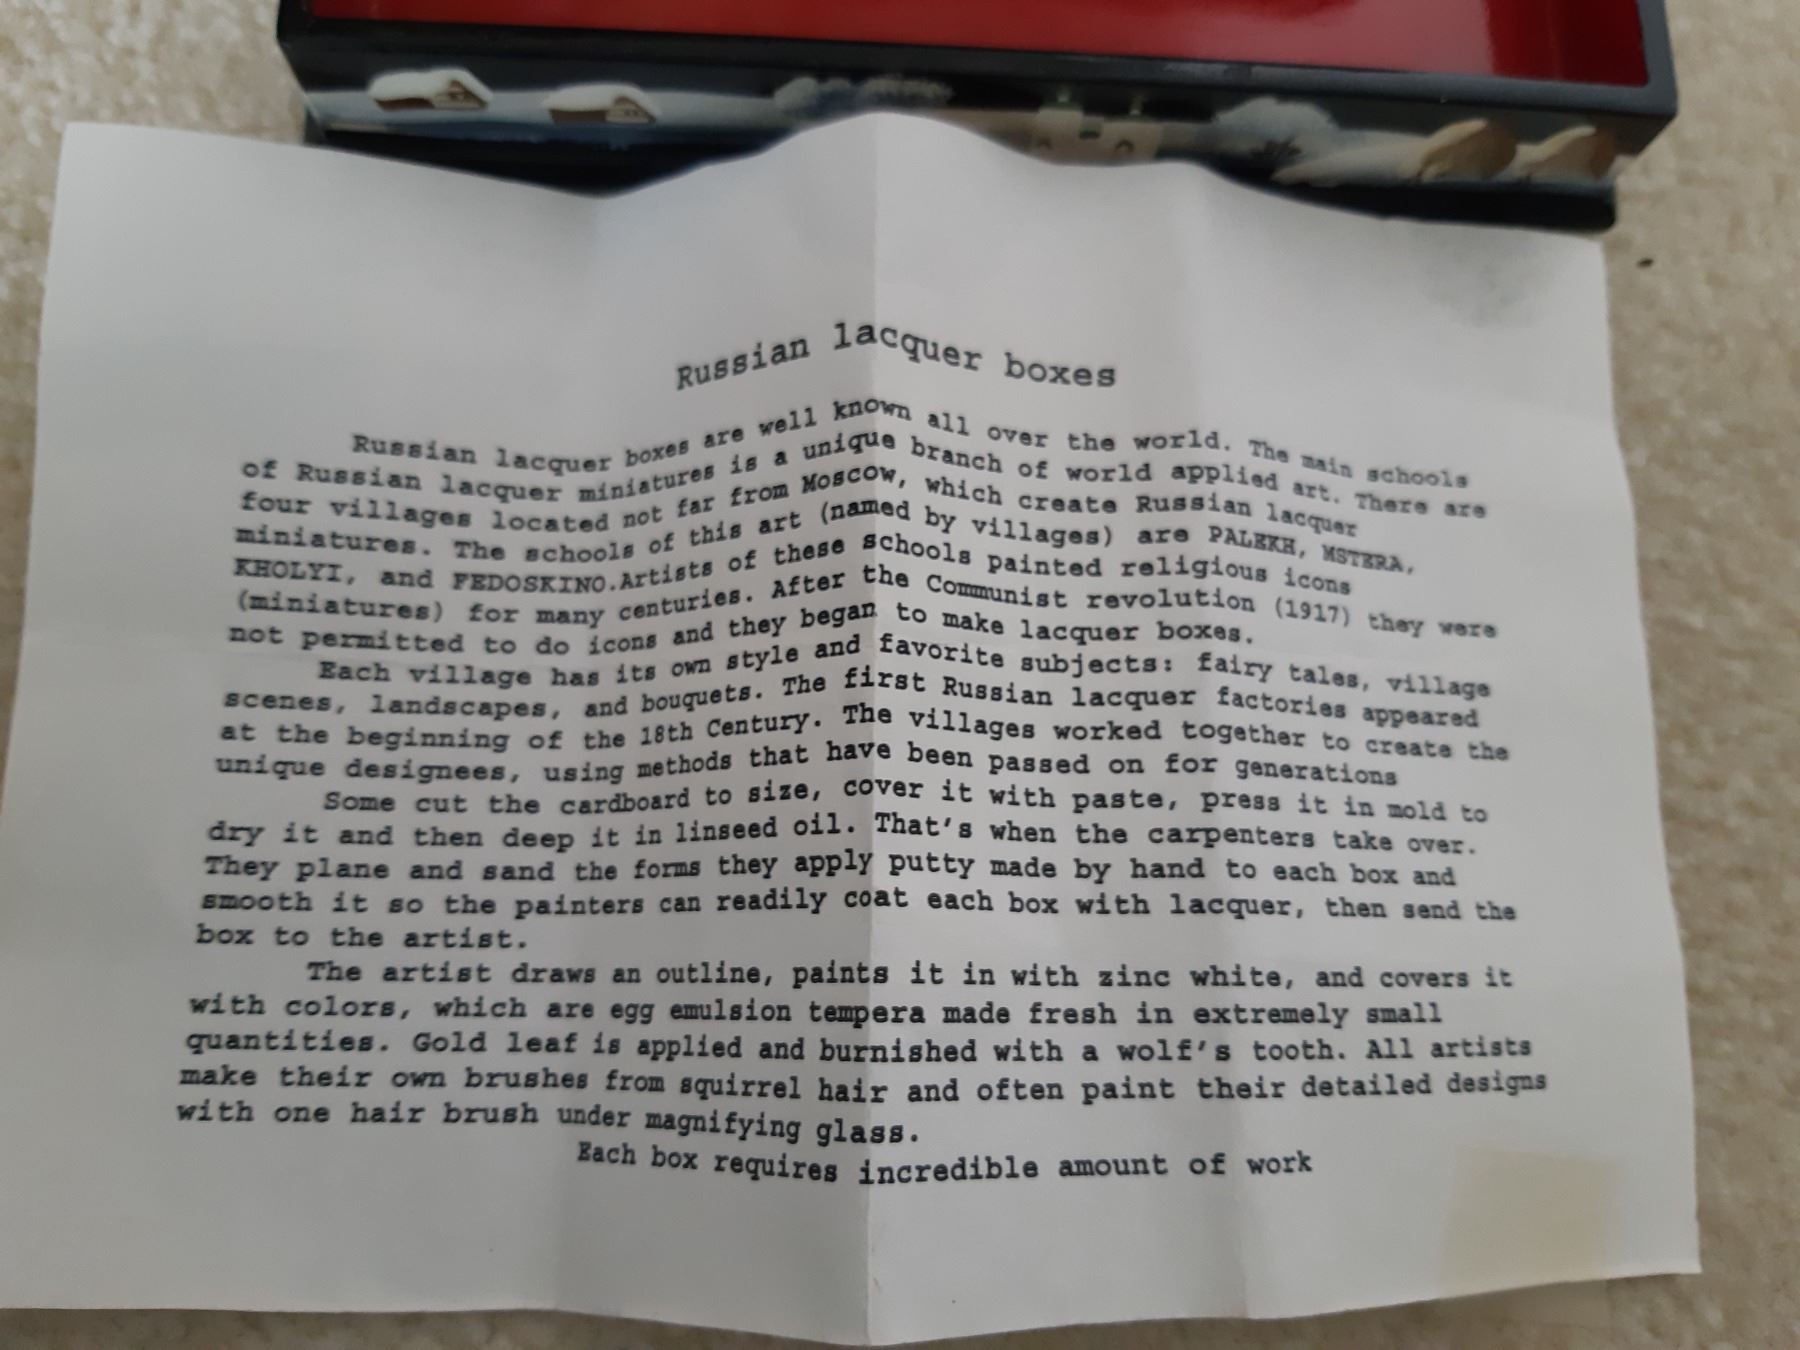 Russian lacquer boxes
Russian lacquer boxes are well known all over the world. The main schools
of Russian lacquer miniatures is a unique branch of world applied art. There are
four villages located not far from Moscow, which create Russian lacquer
miniatures. The schools of this art (named by villages) are PALEKH, MSTERA,
KHOLYI, and FEDOSKINO.Artists of these schools painted religious icons
(miniatures) for many centuries. After the Communist revolution (1917) they were
not permitted to do icons and they began to make lacquer boxes.
Each village has its own style and favorite subjects: fairy tales, village
scenes, landscapes, and bouquets. The first Russian lacquer factories appeared
at the beginning of the 18th Century. The villages worked together to create the
unique designees, using methods that have been passed on for generations
Some cut the cardboard to size, cover it with paste, press it in mold to
dry it and then deep it in linseed oil. That's when the carpenters take over.
They plane and sand the forms they apply putty made by hand to each box and
smooth it so the painters can readily coat each box with lacquer, then send the
box to the artist.
The artist draws an outline, paints it in with zinc white, and covers it
with colors, which are egg emulsion tempera made fresh in extremely small
quantities. Gold leaf is applied and burnished with a wolf's tooth. All artists
make their own brushes from squirrel hair and often paint their detailed designs
with one hair brush under magnifying glass.
Each box requires incredible amount of work